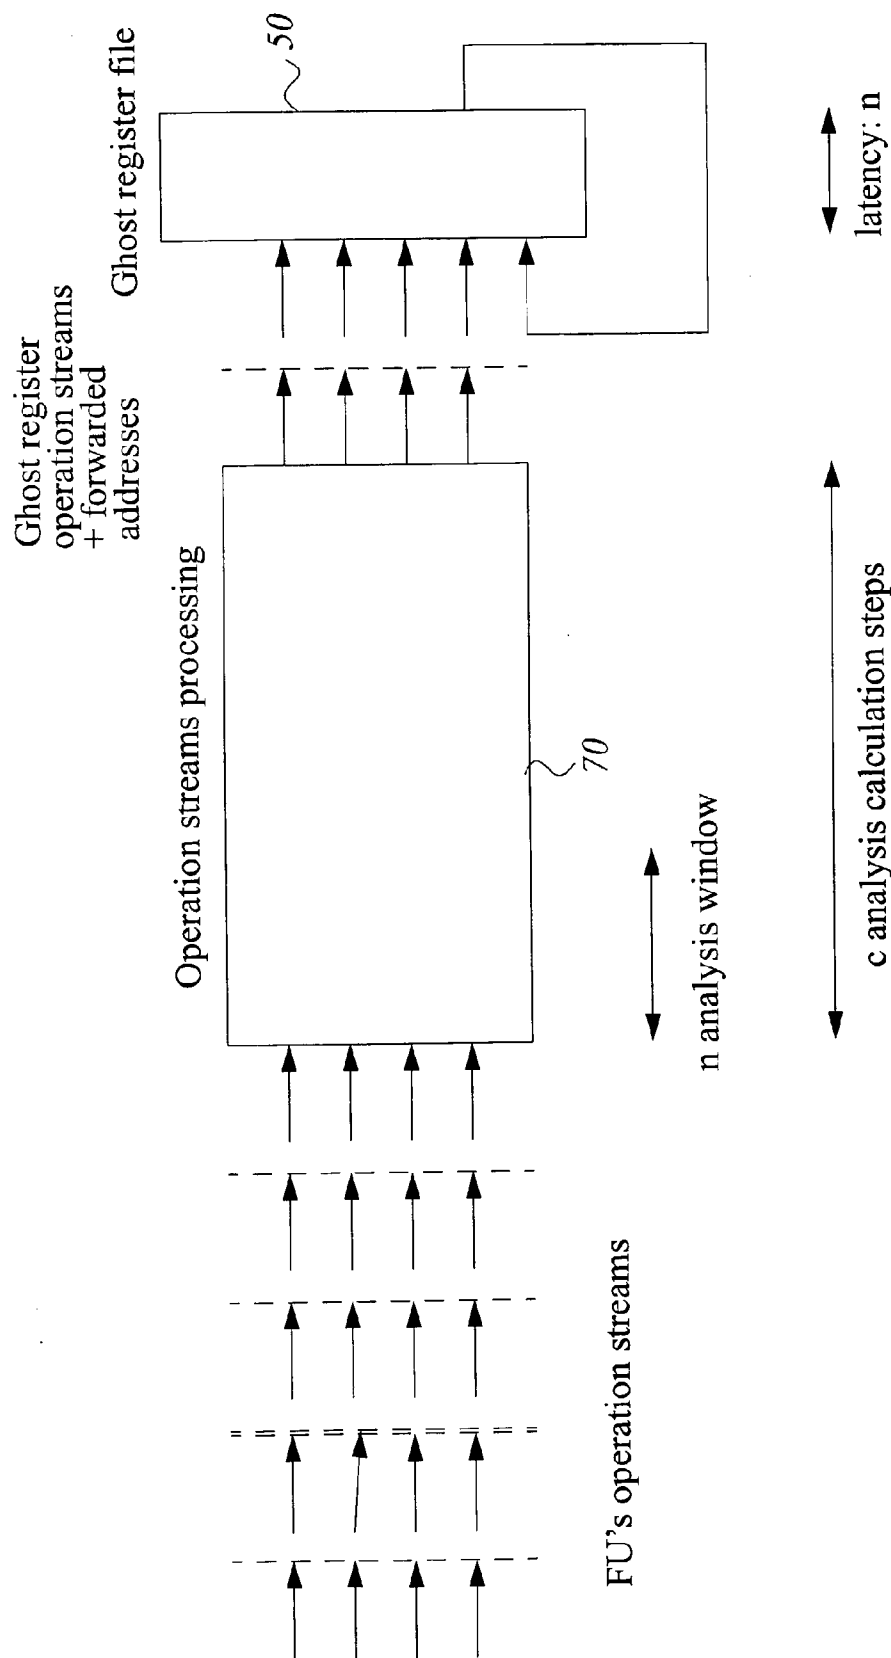 Ghost register
operation streams
+ forwarded
addresses
Ghost register file
50
Operation streams processing
70
n analysis window
FU's operation streams
c analysis calculation steps
latency: n